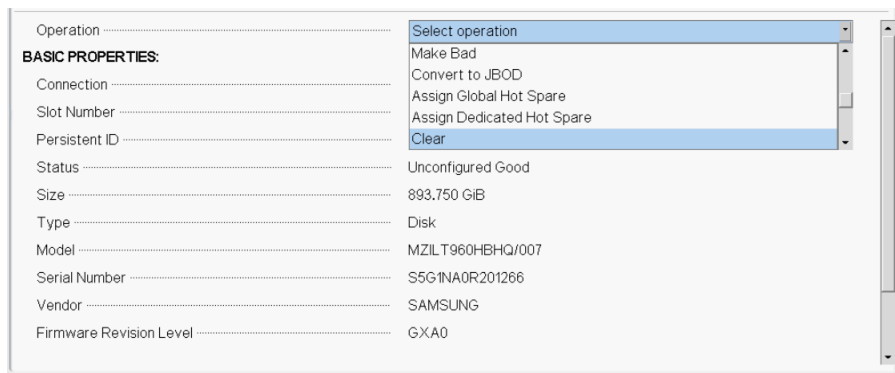 Operation Select operation
BASIC PROPERTIES: Make Bad
Convert to JBOD
Connection
Assign Global Hot Spare
Slot Number
Assign Dedicated Hot Spare
Persistent ID Clear
Status Unconfigured Good
Size 893.750 GiB
Type Disk
Model MZILT960HBHQ/007
Serial Number S5G1NA0R201266
Vendor SAMSUNG
Firmware Revision Level GXA0